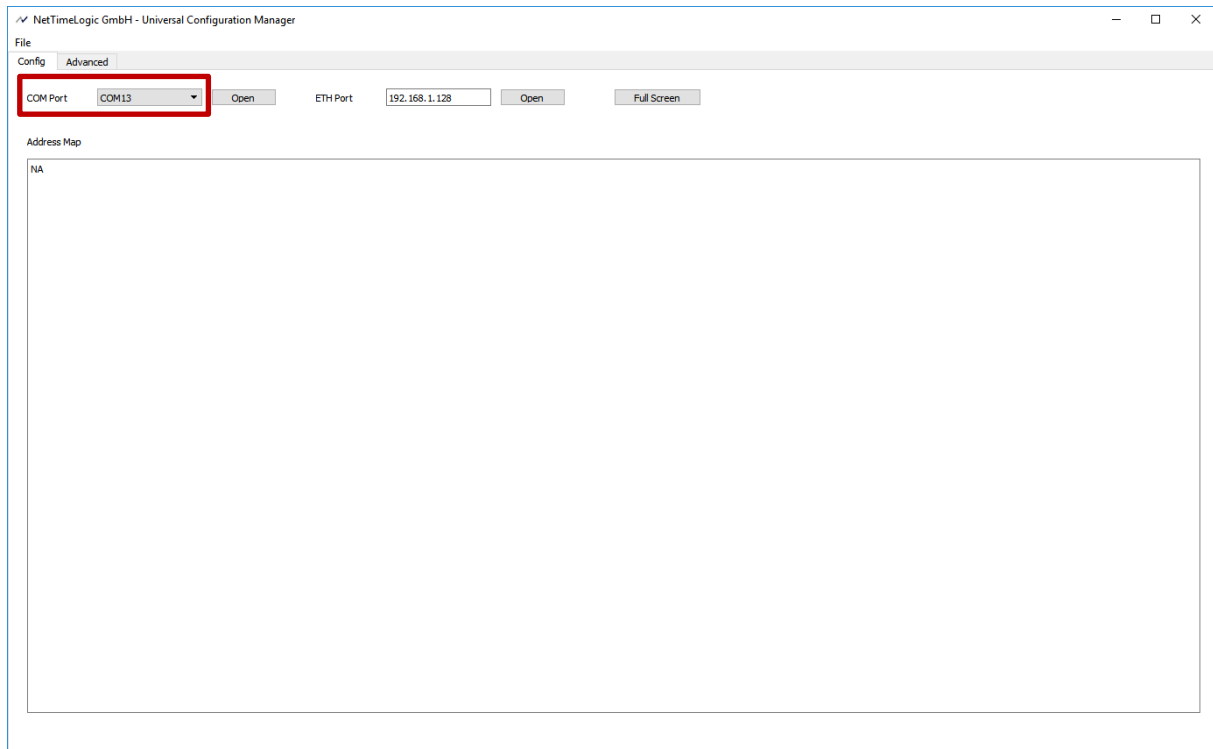 NetTimeLogic GmbH - Universal Configuration Manager
File
Config Advanced
COM Port COM13 Open ETH Port 192.168.1.128 Open Full Screen
Address Map
NA